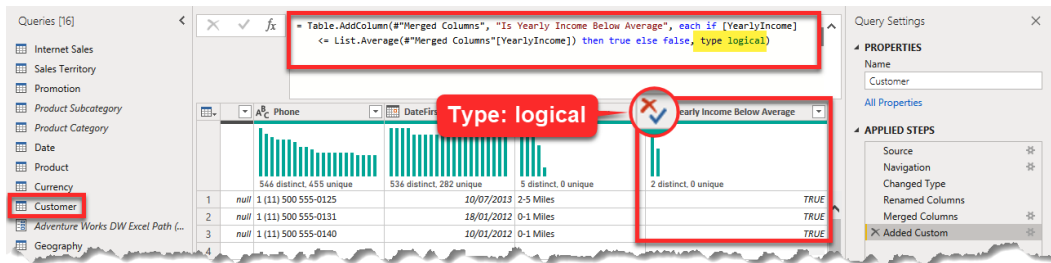 Queries [16]
Internet Sales
Sales Territory
Promotion
Product Subcategory
Product Category
Date
Product
Currency
Customer
Adventure Works DW Excel Path (...
Geography
fx
= Table.AddColumn(#"Merged Columns", "Is Yearly Income Below Average", each if [YearlyIncome]
<= List.Average(#"Merged Columns"[YearlyIncome]) then true else false, type logical)
Type: logical
ABC Phone
DateFirs
early Income Below Average
546 distinct, 455 unique
536 distinct, 282 unique
5 distinct, 0 unique
2 distinct, 0 unique
1 null 1 (11) 500 555-0125 10/07/2013 2-5 Miles TRUE
2 null 1 (11) 500 555-0131 18/01/2012 0-1 Miles TRUE
3 null 1 (11) 500 555-0140 10/01/2012 0-1 Miles TRUE
4
Query Settings
PROPERTIES
Name
Customer
All Properties
APPLIED STEPS
Source
Navigation
Changed Type
Renamed Columns
Merged Columns
Added Custom